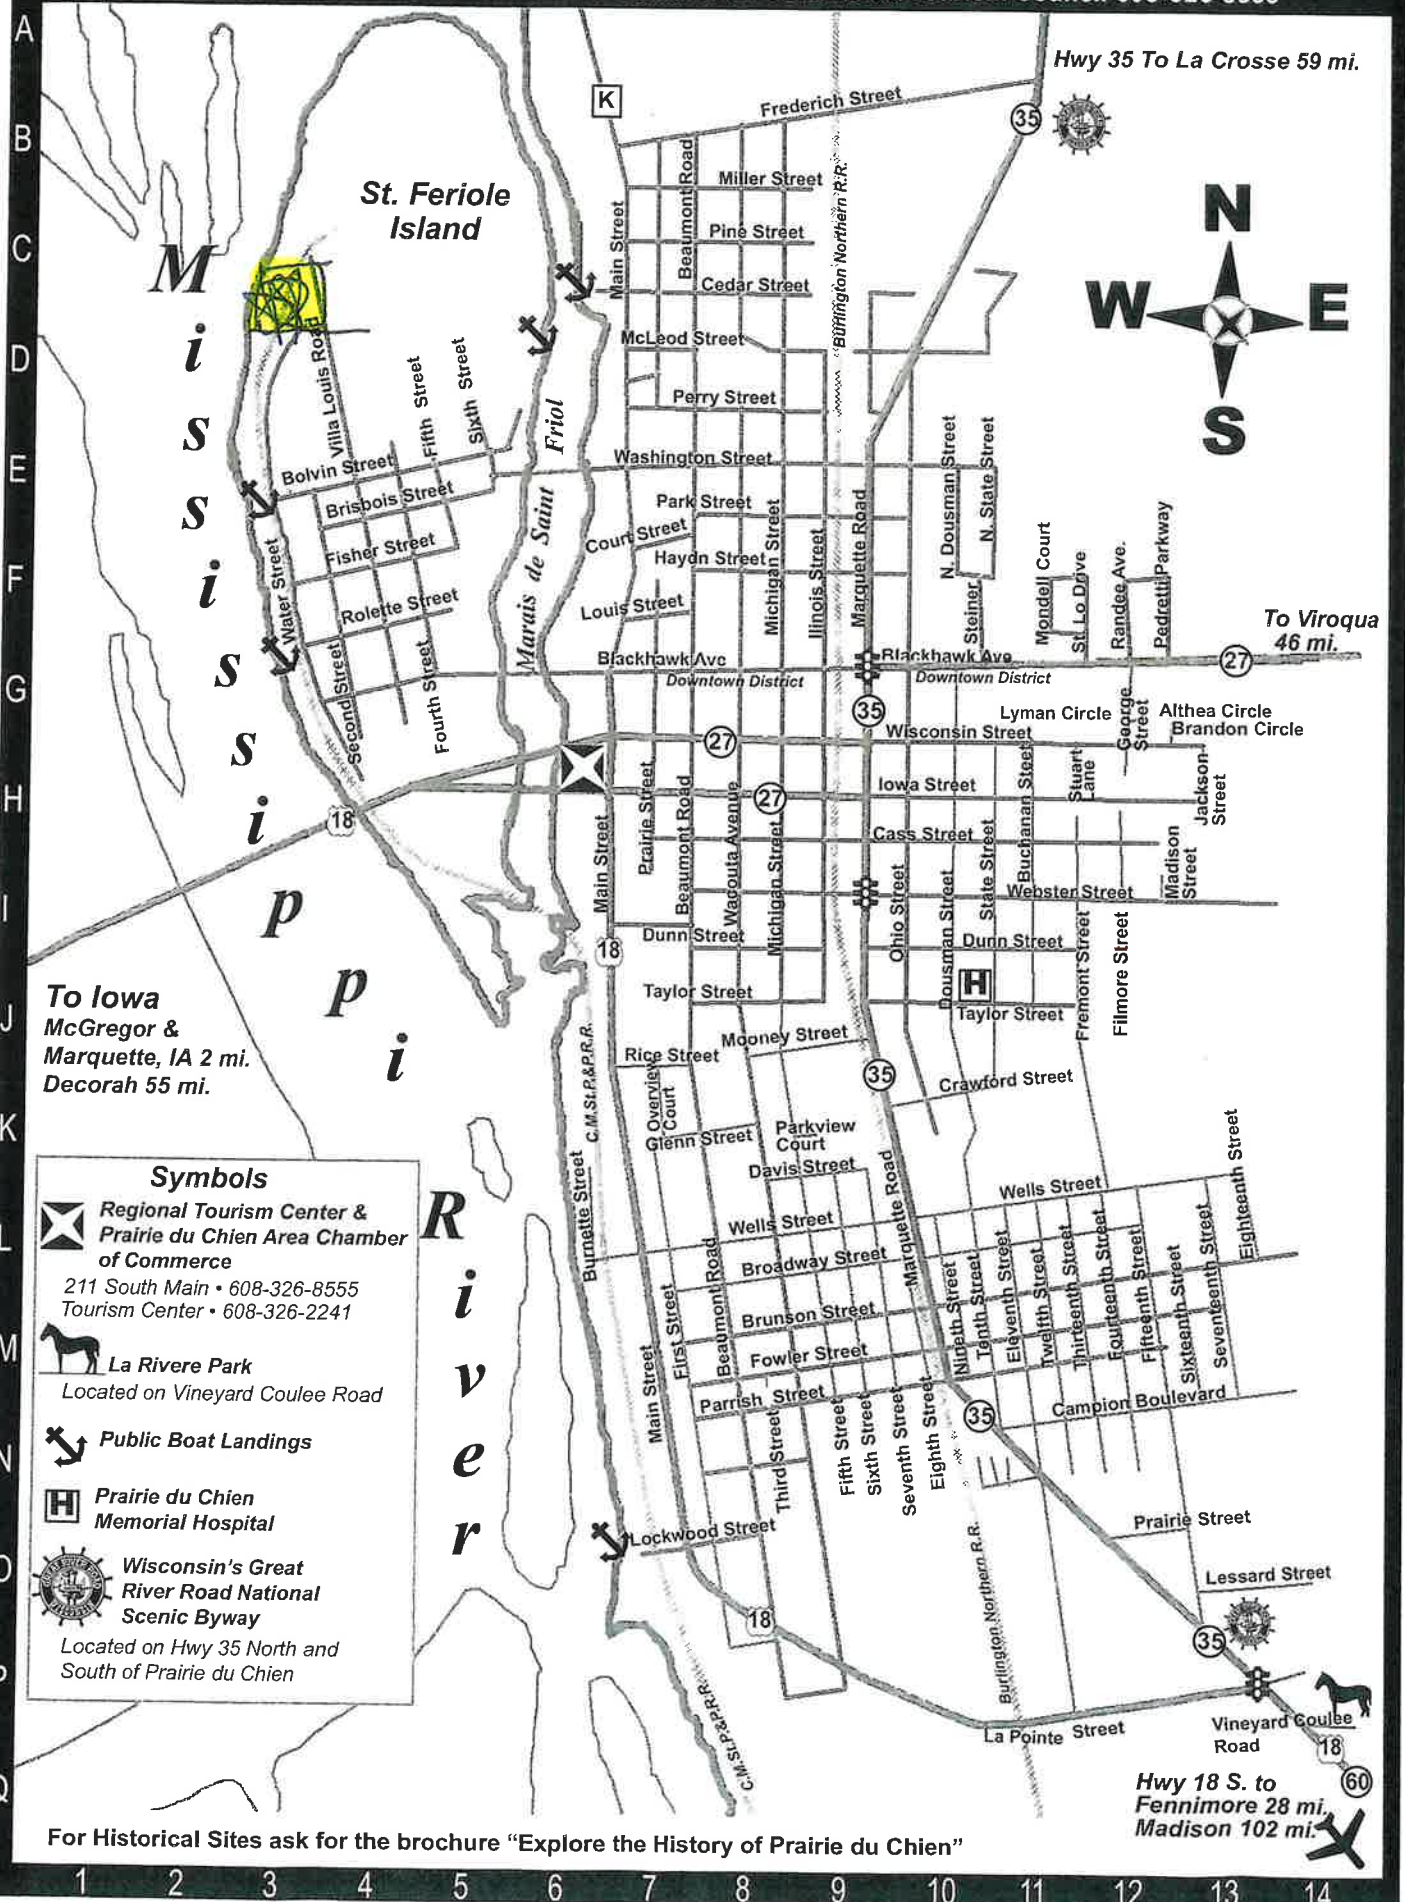 A
B
C
D
E
F
G
H
I
J
K
L
M
N
O
P
Q
Hwy 35 To La Crosse 59 mi.
K
Frederich Street
35
St. Feriole
Island
Miller Street
Pine Street
Cedar Street
Main Street
Beaumont Road
Burlington Northern R.R.
N
W
E
S
McLeod Street
Perry Street
Washington Street
Park Street
Court Street
Haydn Street
Louis Street
Villa Louis Road
Fifth Street
Sixth Street
Bolvin Street
Brisbois Street
Fisher Street
Rolette Street
Water Street
Second Street
Fourth Street
Marais de Saint Friol
Michigan Street
Ilinois Street
Marquette Road
N. Dousman Street
N. State Street
Steiner
Mondell Court
St. Lo Drive
Randee Ave.
Pedretti Parkway
To Viroqua
46 mi.
27
Blackhawk Ave
Downtown District
Blackhawk Ave
Downtown District
35
Lyman Circle
George Street
Althea Circle
Brandon Circle
Wisconsin Street
27
Iowa Street
27
Stuart Lane
Jackson Street
Cass Street
Prairie Street
Beaumont Road
Wacouta Avenue
Michigan Street
Main Street
Buchanan Steet
State Street
Madison Street
Webster Street
18
Dunn Street
Dunn Street
Ohio Street
Dousman Street
H
Fremont Street
Filmore Street
Taylor Street
Taylor Street
18
Mississippi River
To Iowa
McGregor &
Marquette, IA 2 mi.
Decorah 55 mi.
Mooney Street
Rice Street
35
Crawford Street
Overview Court
Glenn Street
Parkview
Court
Davis Street
C.M.St.P.&P.R.R.
Burnette Street
Wells Street
Wells Street
Eighteenth Street
Broadway Street
Marquette Road
Brunson Street
Fowler Street
Parrish Street
Main Street
First Street
Beaumont Road
Third Street
Fifth Street
Sixth Street
Seventh Street
Eighth Street
Nineth Street
Tenth Street
Eleventh Street
Twelfth Street
Thirteenth Street
Fourteenth Street
Fifteenth Street
Sixteenth Street
Seventeenth Street
Campion Boulevard
35
Lockwood Street
Prairie Street
Lessard Street
Burlington Northern R.R.
18
35
C.M.St.P.&P.R.R.
La Pointe Street
Vineyard Coulee
Road
18
60
Hwy 18 S. to
Fennimore 28 mi.
Madison 102 mi.
Symbols
Regional Tourism Center &
Prairie du Chien Area Chamber
of Commerce
211 South Main • 608-326-8555
Tourism Center • 608-326-2241
La Rivere Park
Located on Vineyard Coulee Road
Public Boat Landings
H
Prairie du Chien
Memorial Hospital
Wisconsin's Great
River Road National
Scenic Byway
Located on Hwy 35 North and
South of Prairie du Chien
For Historical Sites ask for the brochure "Explore the History of Prairie du Chien"
1 2 3 4 5 6 7 8 9 10 11 12 13 14